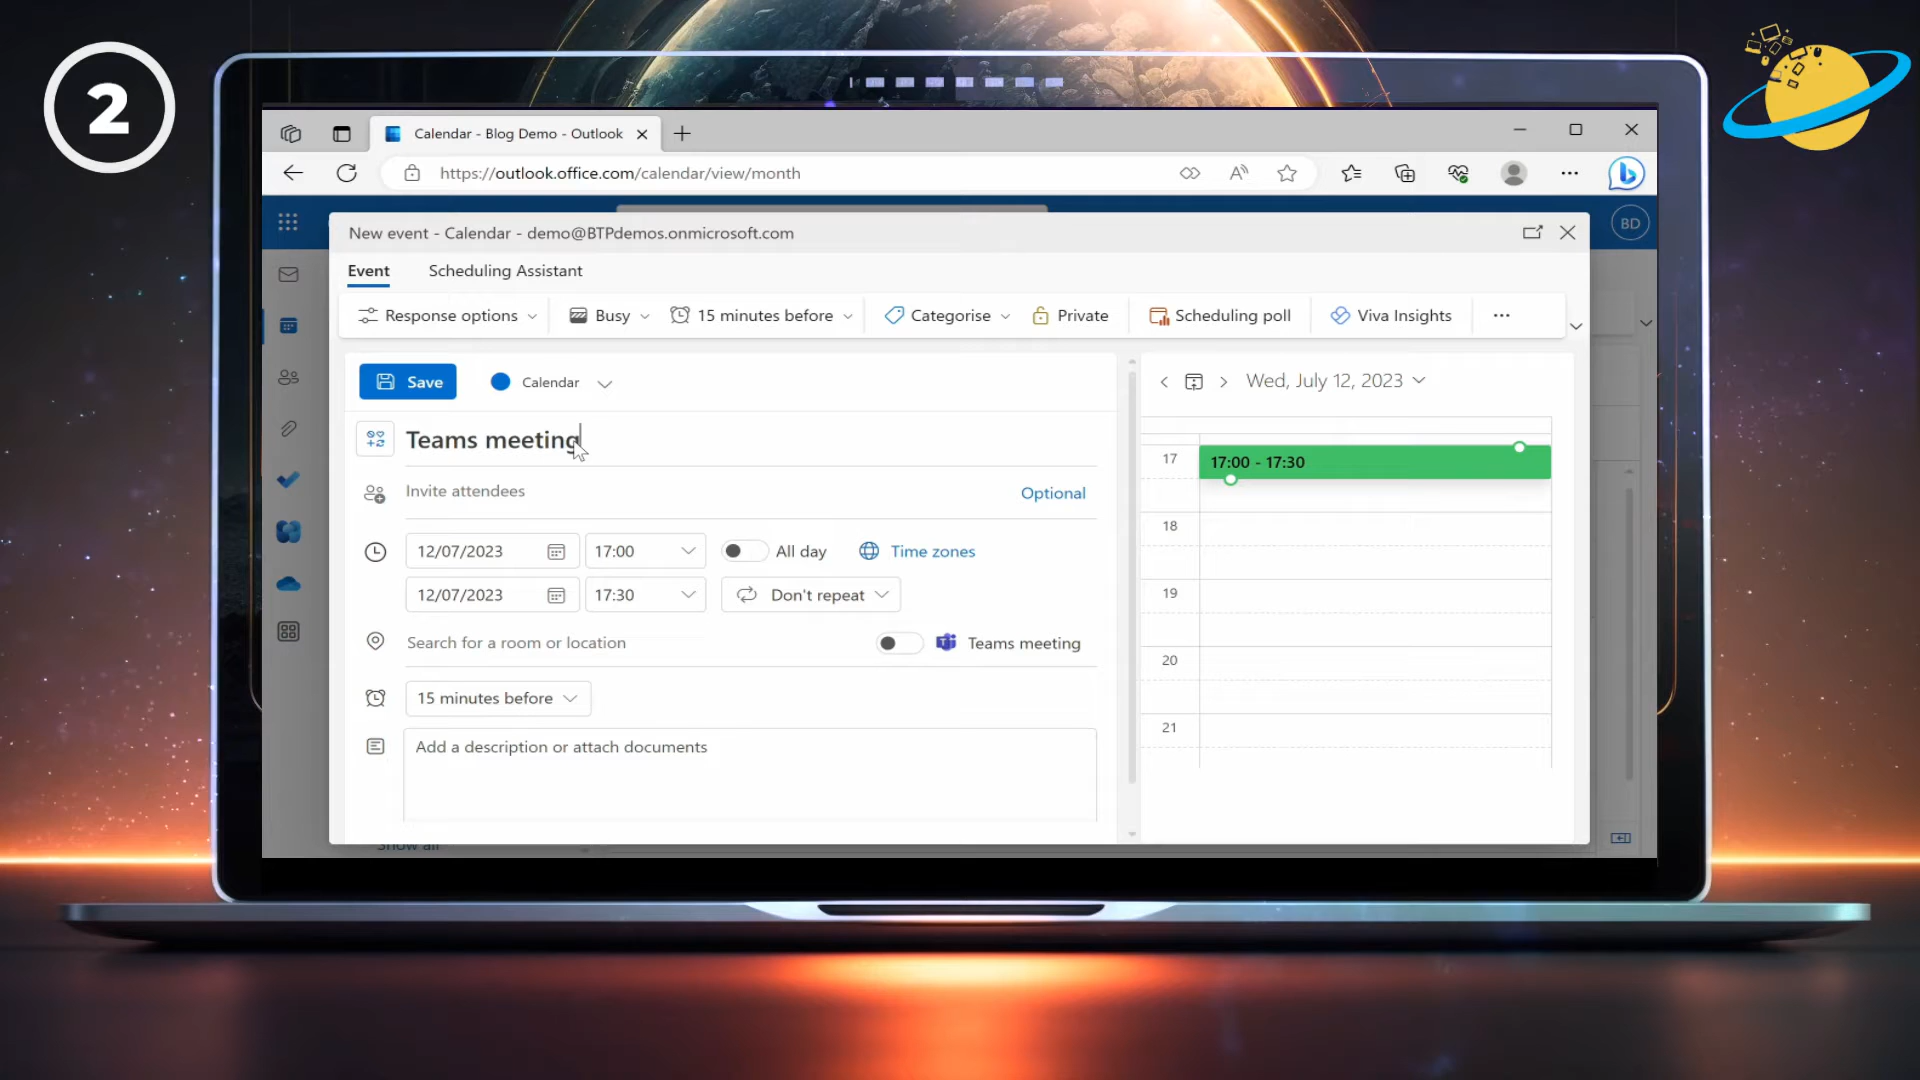 2
Calendar - Blog Demo - Outlook
https://outlook.office.com/calendar/view/month
New event - Calendar - demo@BTPdemos.onmicrosoft.com
BD
Event Scheduling Assistant
Response options Busy 15 minutes before Categorise Private Scheduling poll Viva Insights
Save Calendar
Wed, July 12, 2023
Teams meeting
Invite attendees Optional
12/07/2023 17:00 All day Time zones
12/07/2023 17:30 Don't repeat
Search for a room or location Teams meeting
15 minutes before
Add a description or attach documents
17 17:00 - 17:30
18
19
20
21
Show all